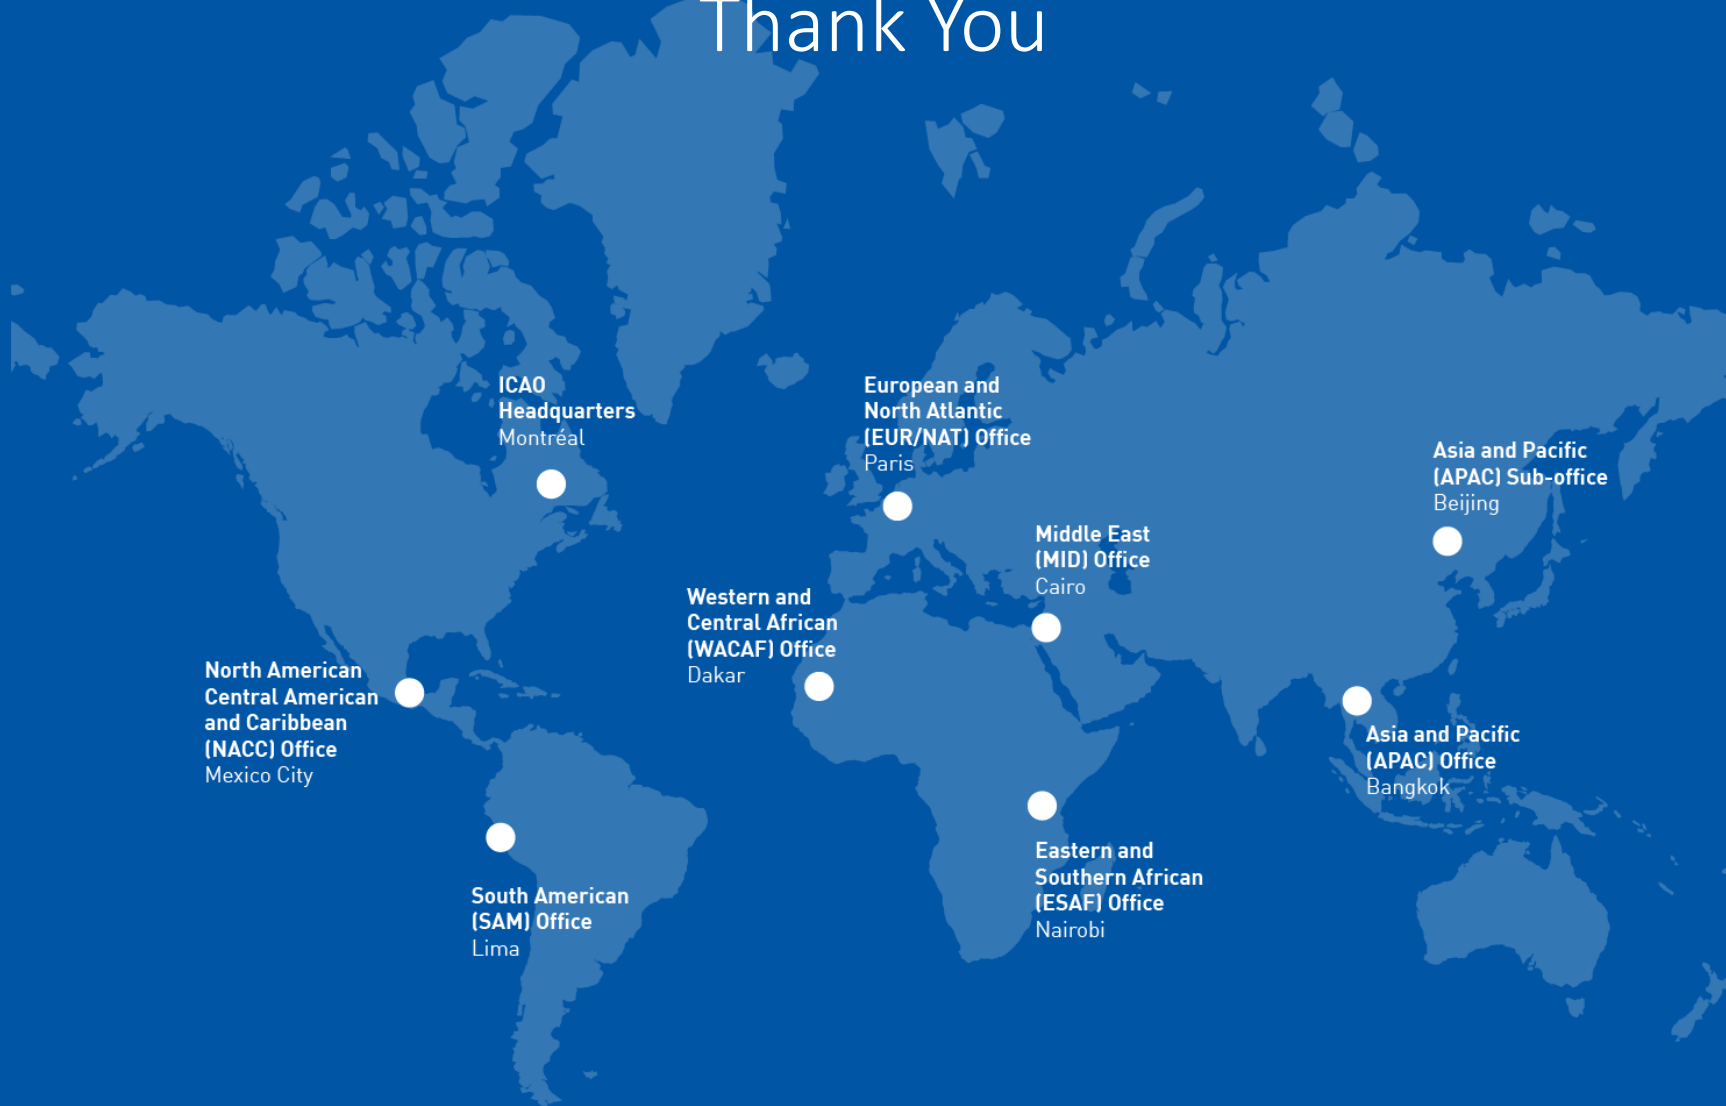 Thank You
ICAO
Headquarters
Montréal
European and
North Atlantic
(EUR/NAT) Office
Paris
Asia and Pacific
(APAC) Sub-office
Beijing
Middle East
(MID) Office
Cairo
Western and
Central African
(WACAF) Office
Dakar
North American
Central American
and Caribbean
(NACC) Office
Mexico City
Asia and Pacific
(APAC) Office
Bangkok
South American
(SAM) Office
Lima
Eastern and
Southern African
(ESAF) Office
Nairobi